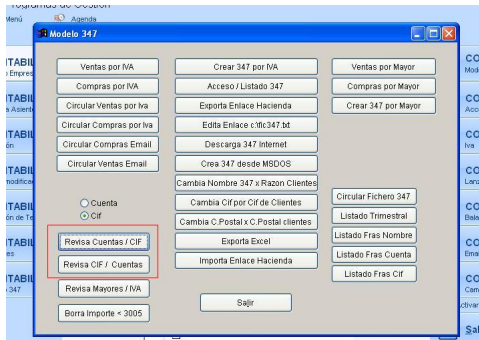 Menú
Agenda
Modelo 347
Ventas por IVA
Crear 347 por IVA
Ventas por Mayor
Compras por IVA
Acceso / Listado 347
Compras por Mayor
Circular Ventas por Iva
Exporta Enlace Hacienda
Crear 347 por Mayor
Circular Compras por Iva
Edita Enlace c:\fic347.txt
Circular Compras Email
Descarga 347 Internet
Circular Ventas Email
Crea 347 desde MSDOS
Cambia Nombre 347 x Razon Clientes
Cuenta
Cambia Cif por Cif de Clientes
Circular Fichero 347
Cif
Cambia C.Postal x C.Postal clientes
Listado Trimestral
Revisa Cuentas / CIF
Exporta Excel
Listado Fras Nombre
Revisa CIF / Cuentas
Importa Enlace Hacienda
Listado Fras Cuenta
Listado Fras Cif
Revisa Mayores / IVA
Salir
Borra Importe < 3005